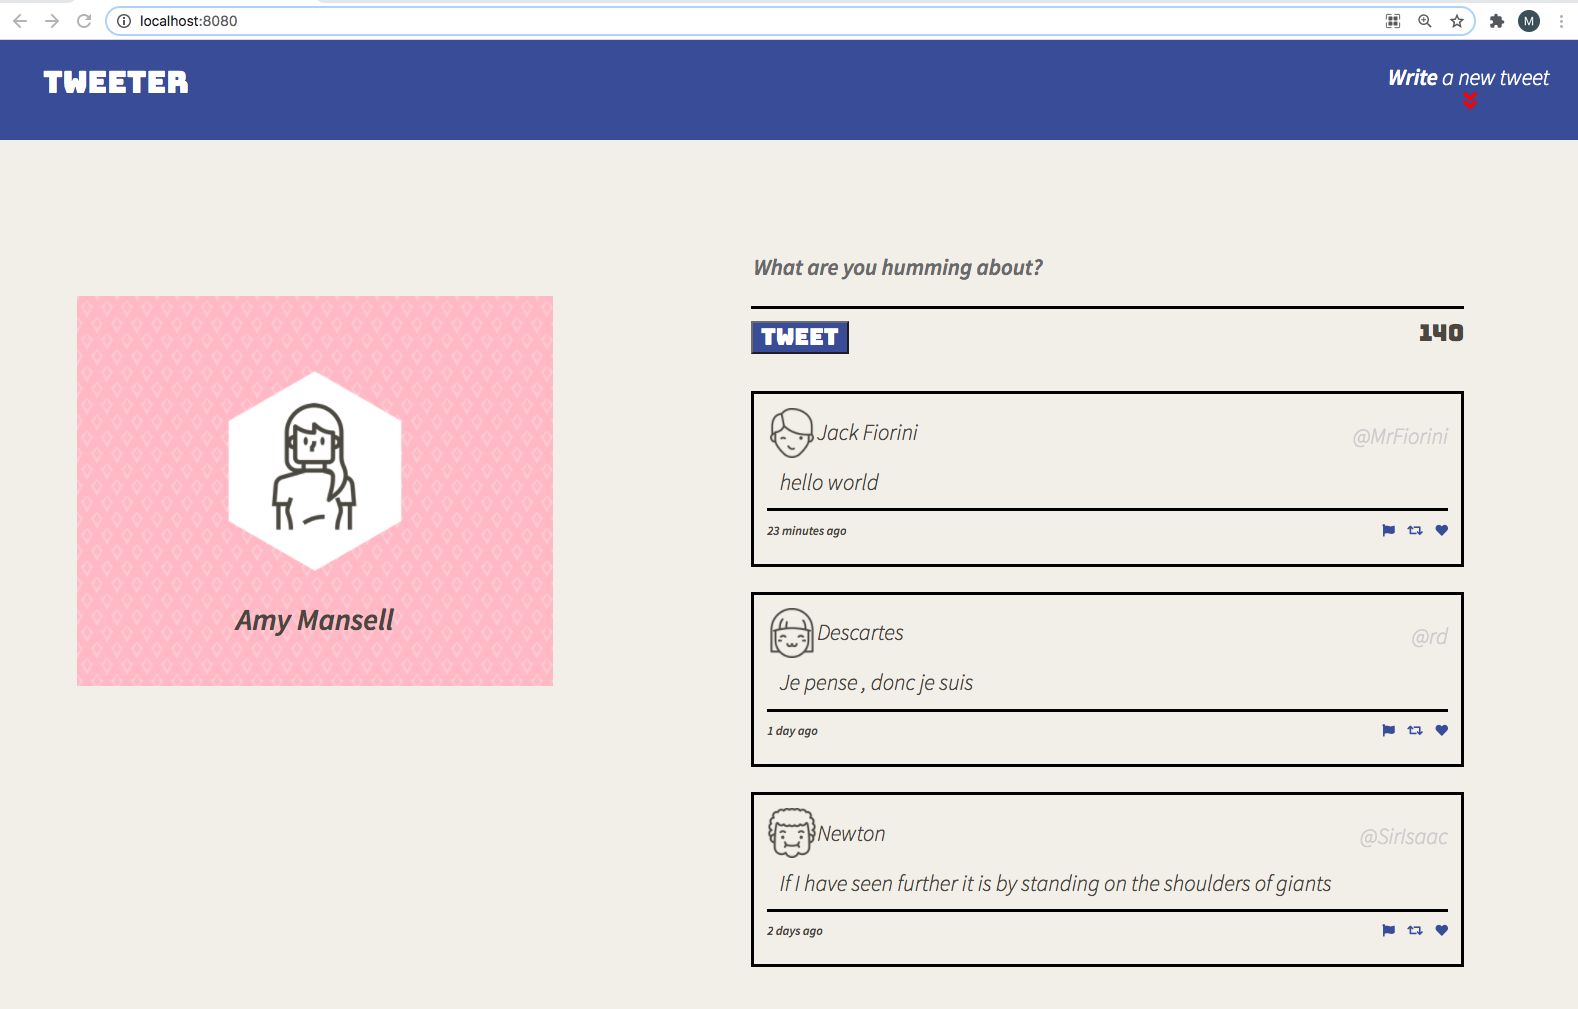 localhost:8080
M
TWEETER
Write a new tweet
What are you humming about?
TWEET
140
Amy Mansell
Jack Fiorini
@MrFiorini
hello world
23 minutes ago
Descartes
@rd
Je pense , donc je suis
1 day ago
Newton
@SirIsaac
If I have seen further it is by standing on the shoulders of giants
2 days ago